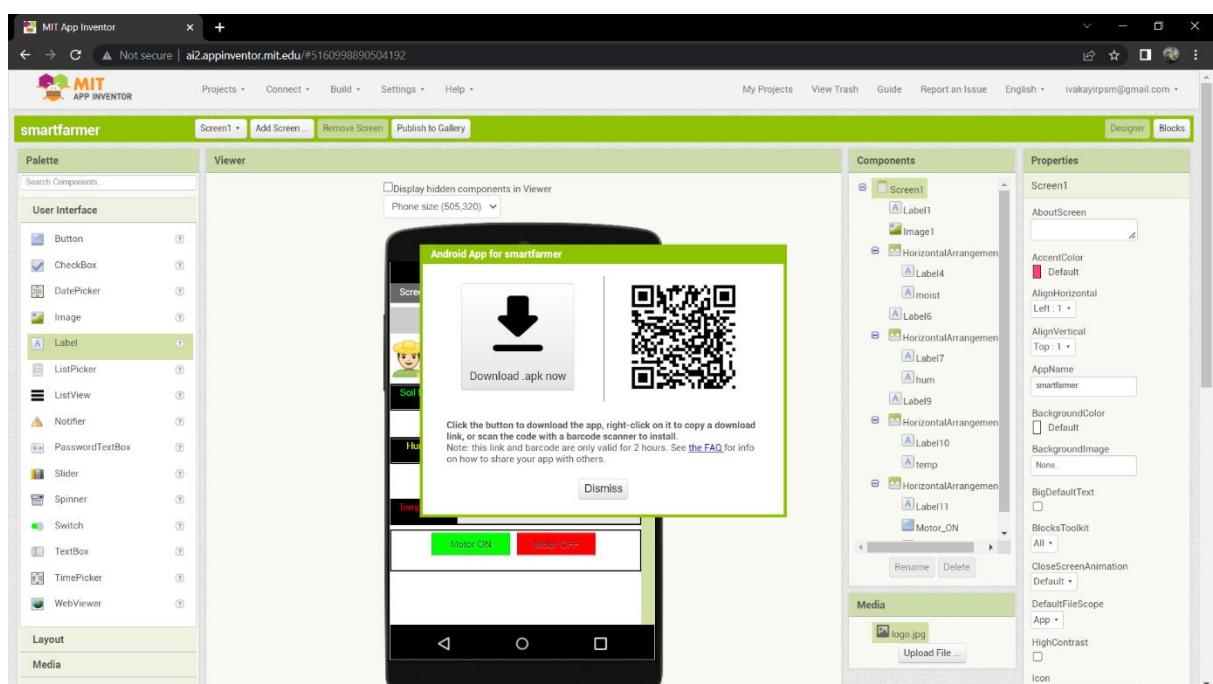 MIT App Inventor
Not secure | ai2.appinventor.mit.edu/#5160998890504192
MIT
APP INVENTOR
Projects Connect Build Settings Help My Projects View Trash Guide Report an Issue English ivakayirpsm@gmail.com
smartfarmer Screen1 Add Screen ... Remove Screen Publish to Gallery Designer Blocks
Palette
Search Components...
User Interface
Button
CheckBox
DatePicker
Image
Label
ListPicker
ListView
Notifier
PasswordTextBox
Slider
Spinner
Switch
TextBox
TimePicker
WebViewer
Layout
Media
Viewer
Display hidden components in Viewer
Phone size (505,320)
Android App for smartfarmer
Download .apk now
Click the button to download the app, right-click on it to copy a download
link, or scan the code with a barcode scanner to install.
Note: this link and barcode are only valid for 2 hours. See the FAQ for info
on how to share your app with others.
Dismiss
Scre
Soil
Hu
Temp
Motor ON Motor OFF
Components
Screen1
Label1
Image1
HorizontalArrangemen
Label4
moist
Label6
HorizontalArrangemen
Label7
hum
Label9
HorizontalArrangemen
Label10
temp
HorizontalArrangemen
Label11
Motor_ON
Rename Delete
Media
logo.jpg
Upload File ...
Properties
Screen1
AboutScreen
AccentColor
Default
AlignHorizontal
Left : 1
AlignVertical
Top : 1
AppName
smartfarmer
BackgroundColor
Default
BackgroundImage
None...
BigDefaultText
BlocksToolkit
All
CloseScreenAnimation
Default
DefaultFileScope
App
HighContrast
Icon